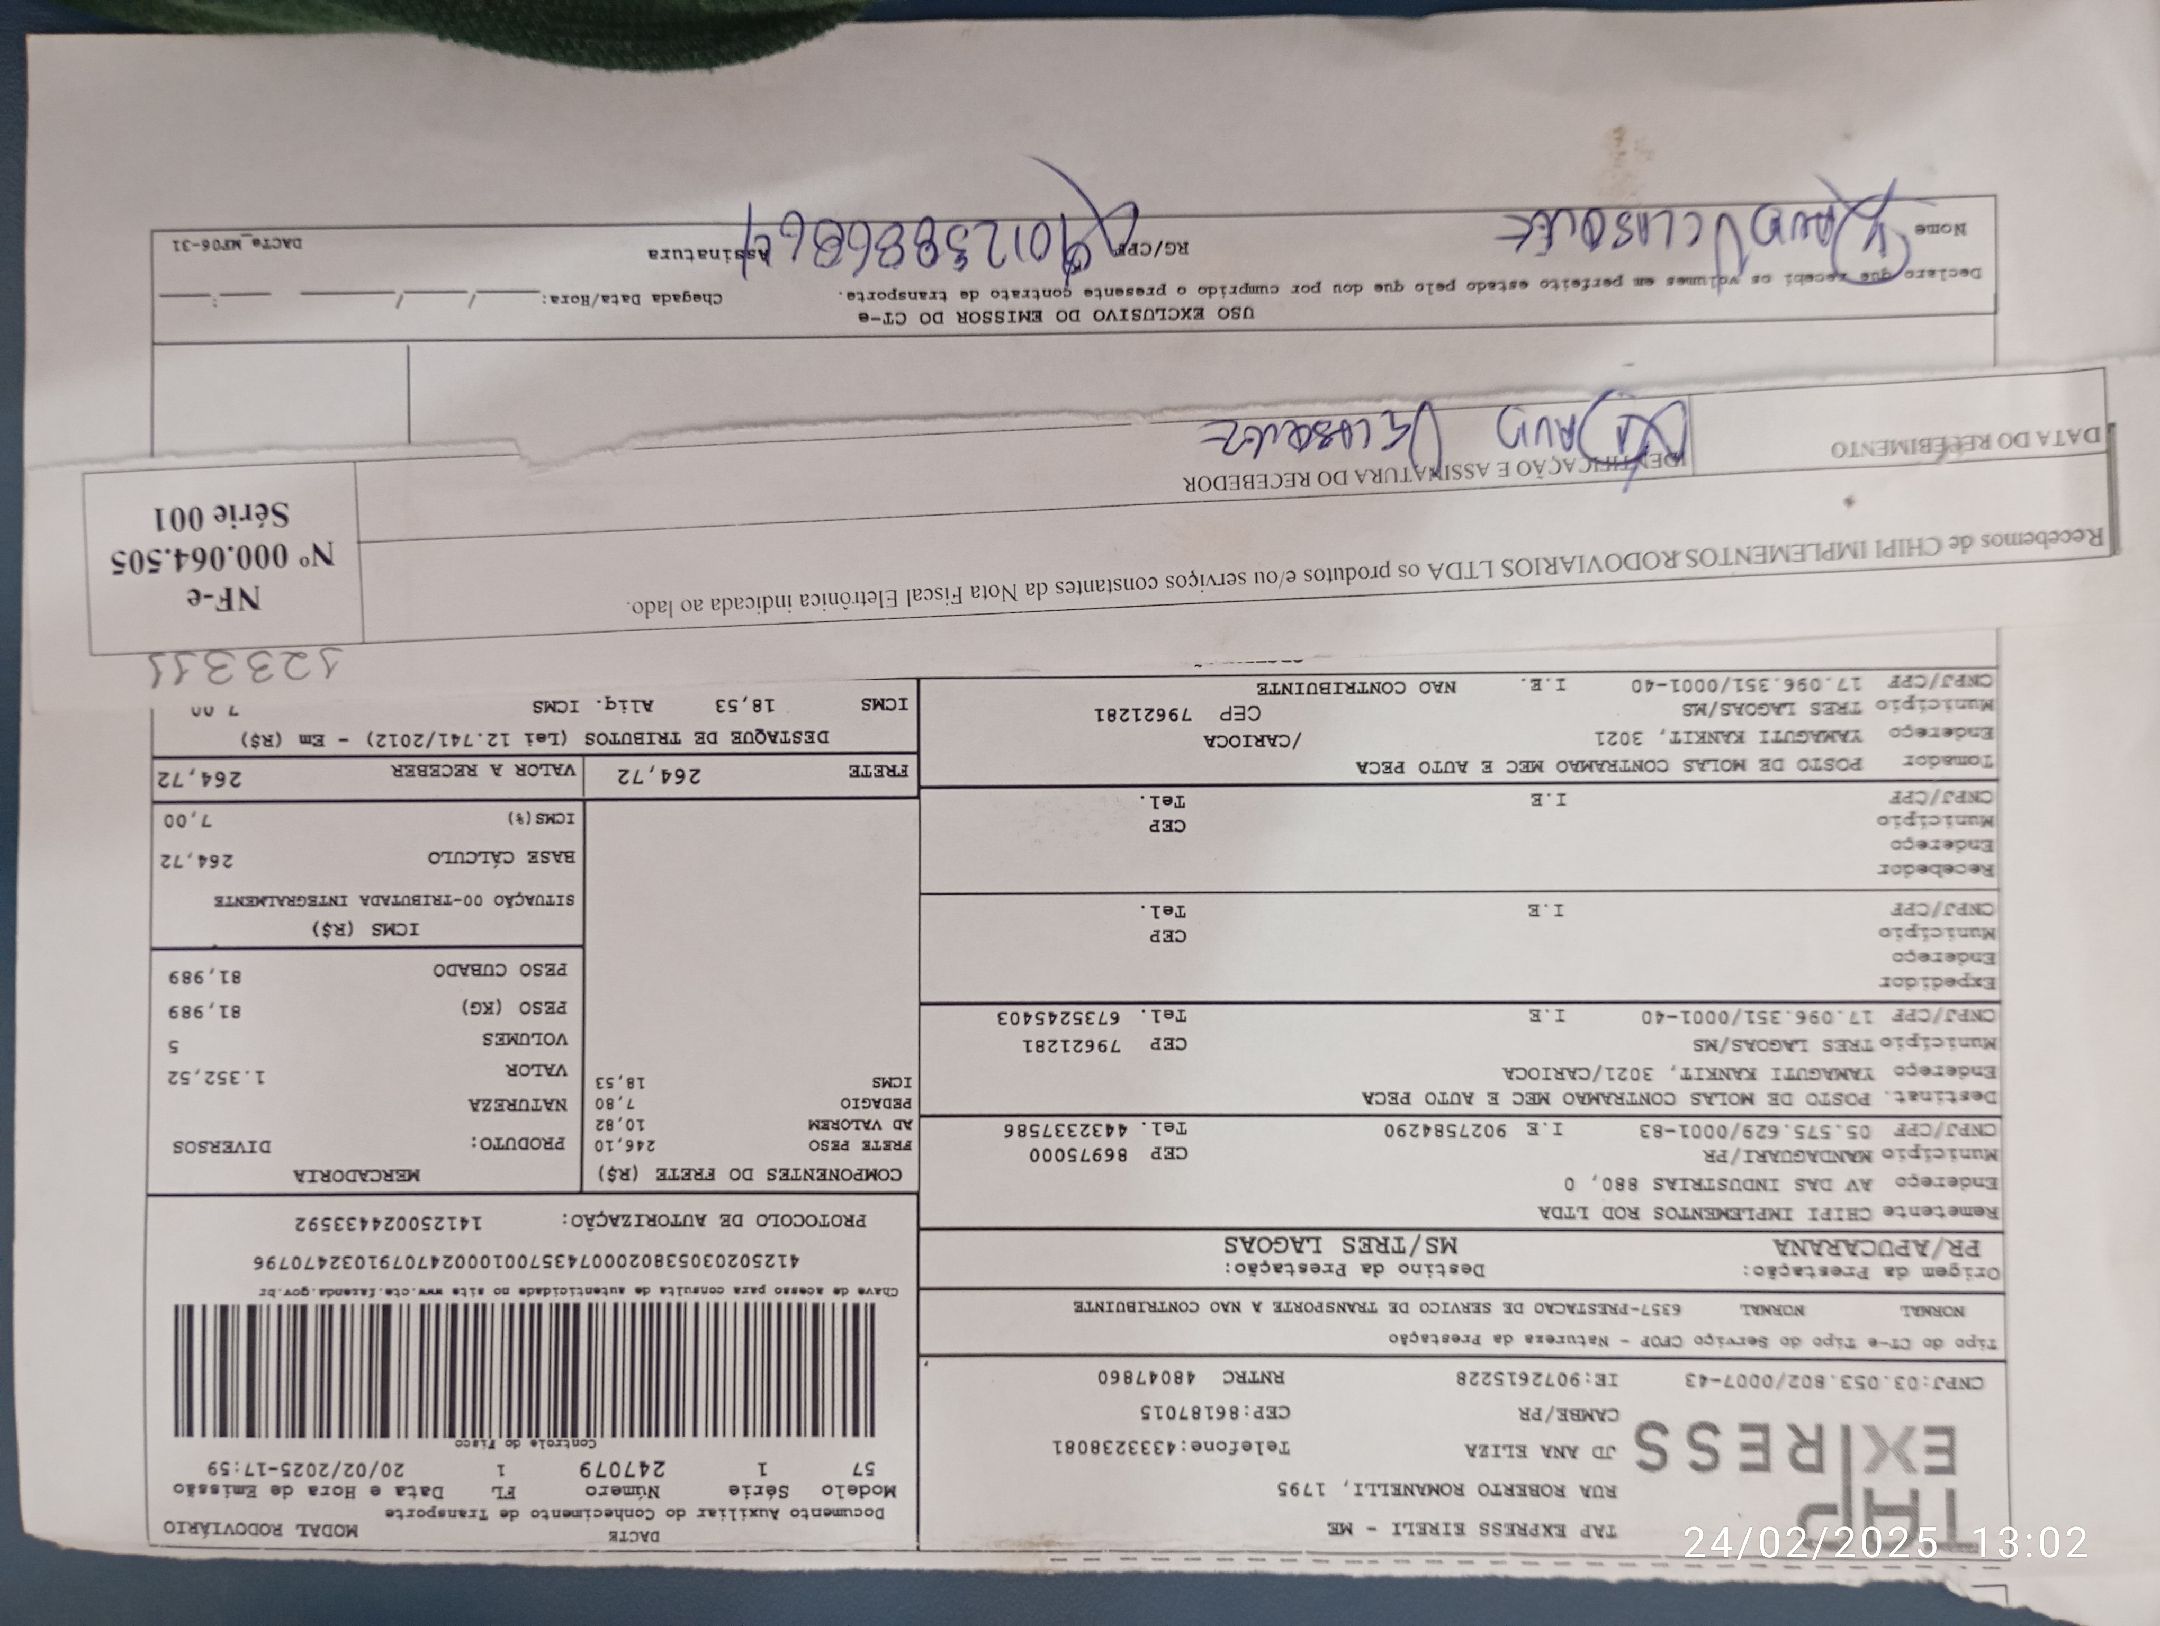 TAP EXPRESS
TAP EXPRESS EIRELI - ME
RUA ROBERTO ROMANELLI, 1795
JD ANA ELIZA Telefone:4333238081
CAMBE/PR CEP:86187015
CNPJ:03.053.802/0007-43 IE:9072615228 RNTRC 48047860
DACTE MODAL RODOVIÁRIO
Documento Auxiliar do Conhecimento de Transporte
Modelo Série Número FL Data e Hora de Emissão
57 1 247079 1 20/02/2025-17:59
Controle do Fisco
Chave de acesso para consulta de autenticidade no site www.cte.fazenda.gov.br
41250203053802000743570010002470791032470796
PROTOCOLO DE AUTORIZAÇÃO: 141250024433592
Tipo do CT-e Tipo do Serviço CFOP - Natureza da Prestação
NORMAL NORMAL 6357-PRESTACAO DE SERVICO DE TRANSPORTE A NAO CONTRIBUINTE
Origem da Prestação: Destino da Prestação:
PR/APUCARANA MS/TRES LAGOAS
Remetente CHIPI IMPLEMENTOS ROD LTDA
Endereço AV DAS INDUSTRIAS 880, 0
Município MANDAGUARI/PR CEP 86975000
CNPJ/CPF 05.575.629/0001-83 I.E 9027584290 Tel. 4432337586
Destinat. POSTO DE MOLAS CONTRAMAO MEC E AUTO PECA
Endereço YAMAGUTI KANKIT, 3021/CARIOCA
Município TRES LAGOAS/MS CEP 79621281
CNPJ/CPF 17.096.351/0001-40 I.E Tel. 6735245403
Expedidor
Endereço
Município CEP
CNPJ/CPF I.E Tel.
Recebedor
Endereço
Município CEP
CNPJ/CPF I.E Tel.
Tomador POSTO DE MOLAS CONTRAMAO MEC E AUTO PECA
Endereço YAMAGUTI KANKIT, 3021 /CARIOCA
Município TRES LAGOAS/MS CEP 79621281
CNPJ/CPF 17.096.351/0001-40 I.E. NAO CONTRIBUINTE
COMPONENTES DO FRETE (R$)
FRETE PESO 246,10
AD VALOREM 10,82
PEDAGIO 7,80
ICMS 18,53
MERCADORIA
PRODUTO: DIVERSOS
NATUREZA
VALOR 1.352,52
VOLUMES 5
PESO (KG) 81,989
PESO CUBADO 81,989
ICMS (R$)
SITUAÇÃO 00-TRIBUTADA INTEGRALMENTE
BASE CÁLCULO 264,72
ICMS(%) 7,00
FRETE 264,72 VALOR A RECEBER 264,72
DESTAQUE DE TRIBUTOS (Lei 12.741/2012) - Em (R$)
ICMS 18,53 Aliq. ICMS 7,00
123311
Recebemos de CHIPI IMPLEMENTOS RODOVIARIOS LTDA os produtos e/ou serviços constantes da Nota Fiscal Eletrônica indicada ao lado.
NF-e
Nº 000.064.505
Série 001
DATA DO RECEBIMENTO IDENTIFICAÇÃO E ASSINATURA DO RECEBEDOR
DAVID VELASQUEZ
USO EXCLUSIVO DO EMISSOR DO CT-e
Declaro que recebi os volumes em perfeito estado pelo que dou por cumprido o presente contrato de transporte. Chegada Data/Hora: ___/___/___ __:__
Nome DAVID VELASQUEZ RG/CPF 90123886864 Assinatura
DACTe_MF06-31
24/02/2025 13:02